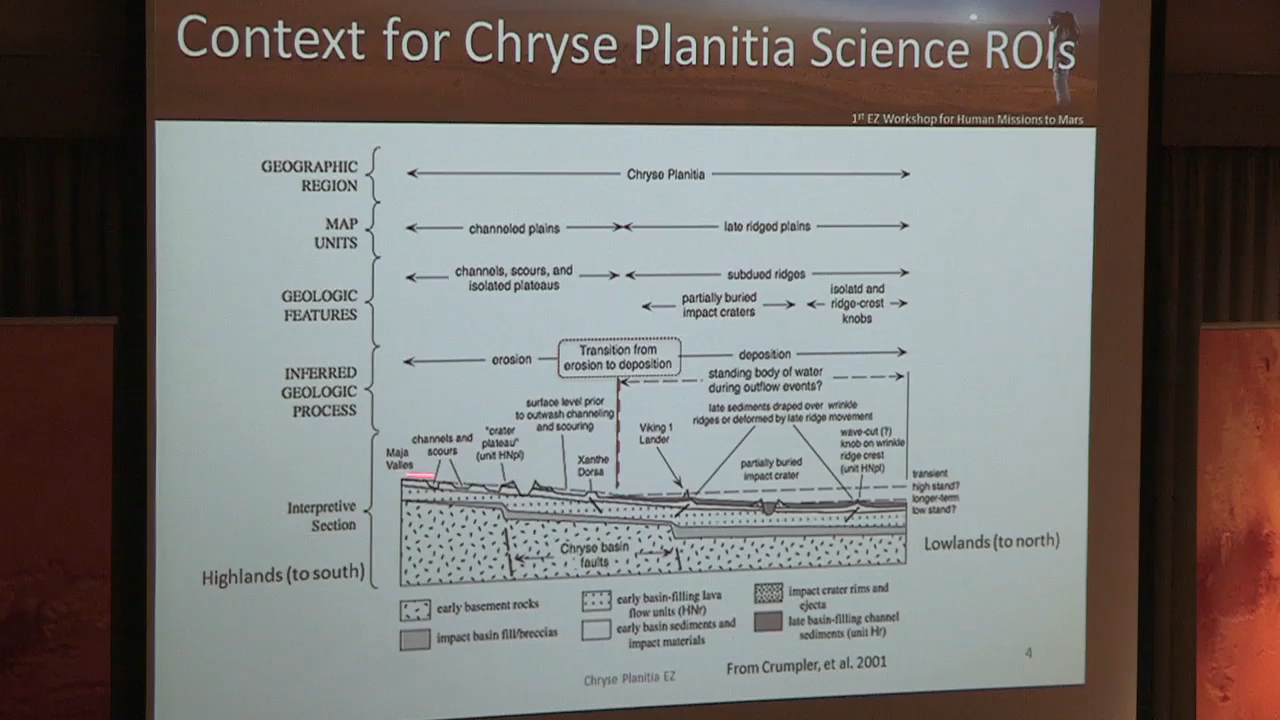 Context for Chryse Planitia Science ROIs
1st EZ Workshop for Human Missions to Mars
GEOGRAPHIC
REGION
Chryse Planitia
MAP
UNITS
channeled plains
late ridged plains
GEOLOGIC
FEATURES
channels, scours, and
isolated plateaus
subdued ridges
partially buried
impact craters
isolatd and
ridge-crest
knobs
INFERRED
GEOLOGIC
PROCESS
erosion
Transition from
erosion to deposition
deposition
standing body of water
during outflow events?
Interpretive
Section
Maja
Valles
channels and
scours
"crater
plateau"
(unit HNpl)
surface level prior
to outwash channeling
and scouring
Xanthe
Dorsa
Viking 1
Lander
late sediments draped over wrinkle
ridges or deformed by late ridge movement
partially buried
impact crater
wave-cut (?)
knob on wrinkle
ridge crest
(unit HNpl)
transient
high stand?
longer-term
low stand?
Chryse basin
faults
Highlands (to south)
Lowlands (to north)
early basement rocks
impact basin fill/breccias
early basin-filling lava
flow units (HNr)
early basin sediments and
impact materials
impact crater rims and
ejecta
late basin-filling channel
sediments (unit Hr)
From Crumpler, et al. 2001
4
Chryse Planitia EZ